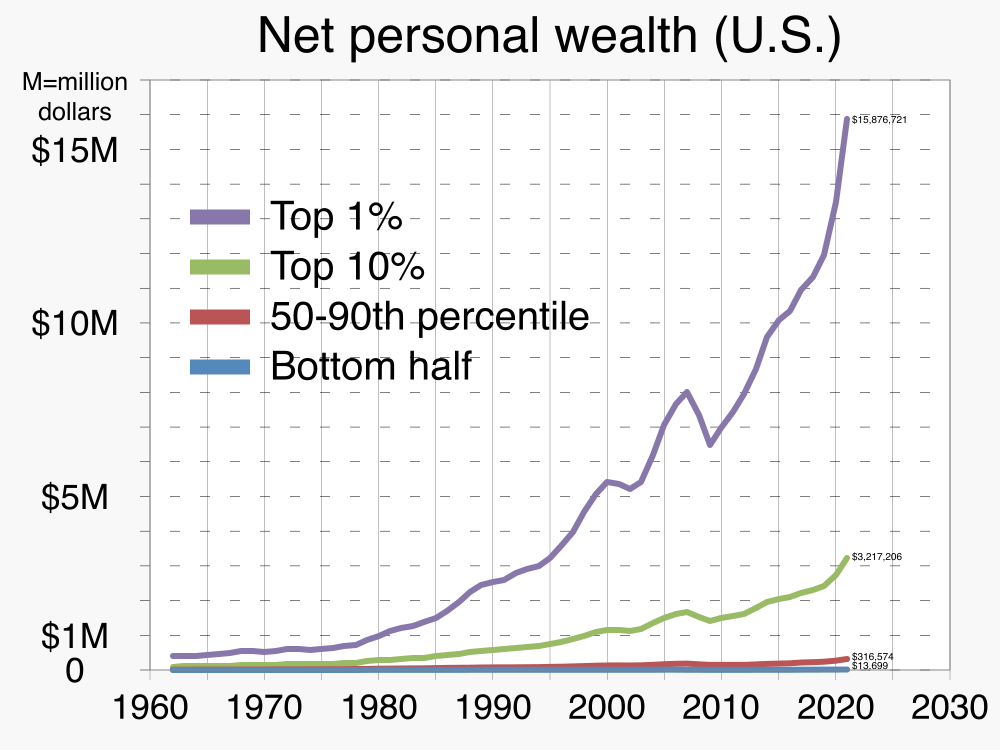 Net personal wealth (U.S.)
M=million
dollars
$15M
$10M
$5M
$1M
0
Top 1%
Top 10%
50-90th percentile
Bottom half
$15,876,721
$3,217,206
$316,574
$13,699
1960 1970 1980 1990 2000 2010 2020 2030